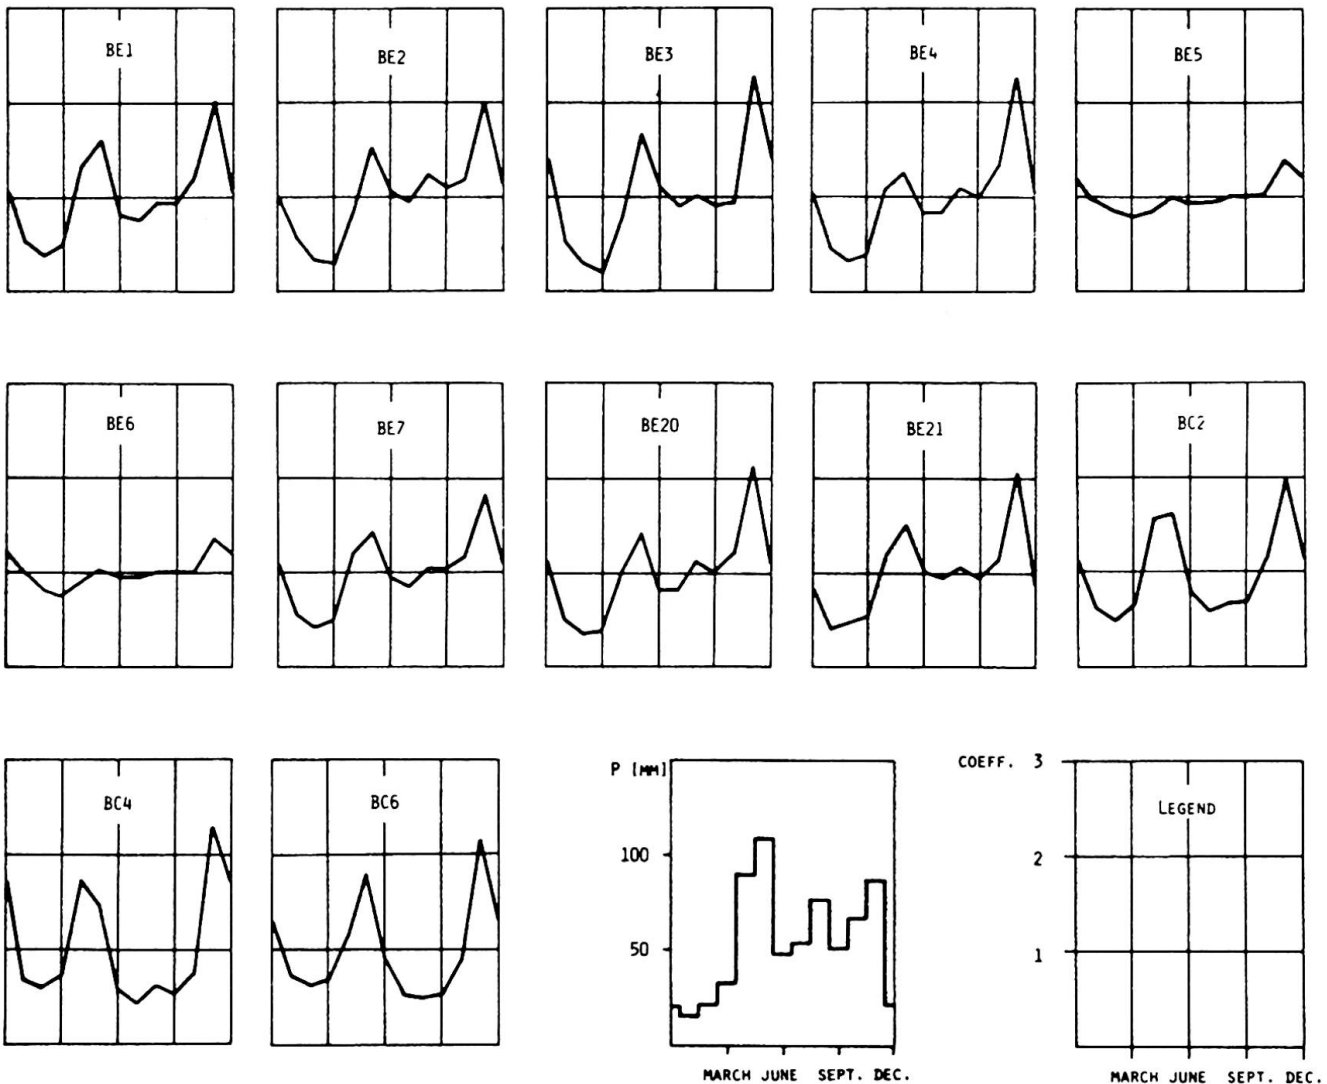 BE1
BE2
BE3
BE4
BE5
BE6
BE7
BE20
BE21
BC2
BC4
BC6
P [MM]
100
50
MARCH JUNE SEPT. DEC.
COEFF. 3
LEGEND
2
1
MARCH JUNE SEPT. DEC.